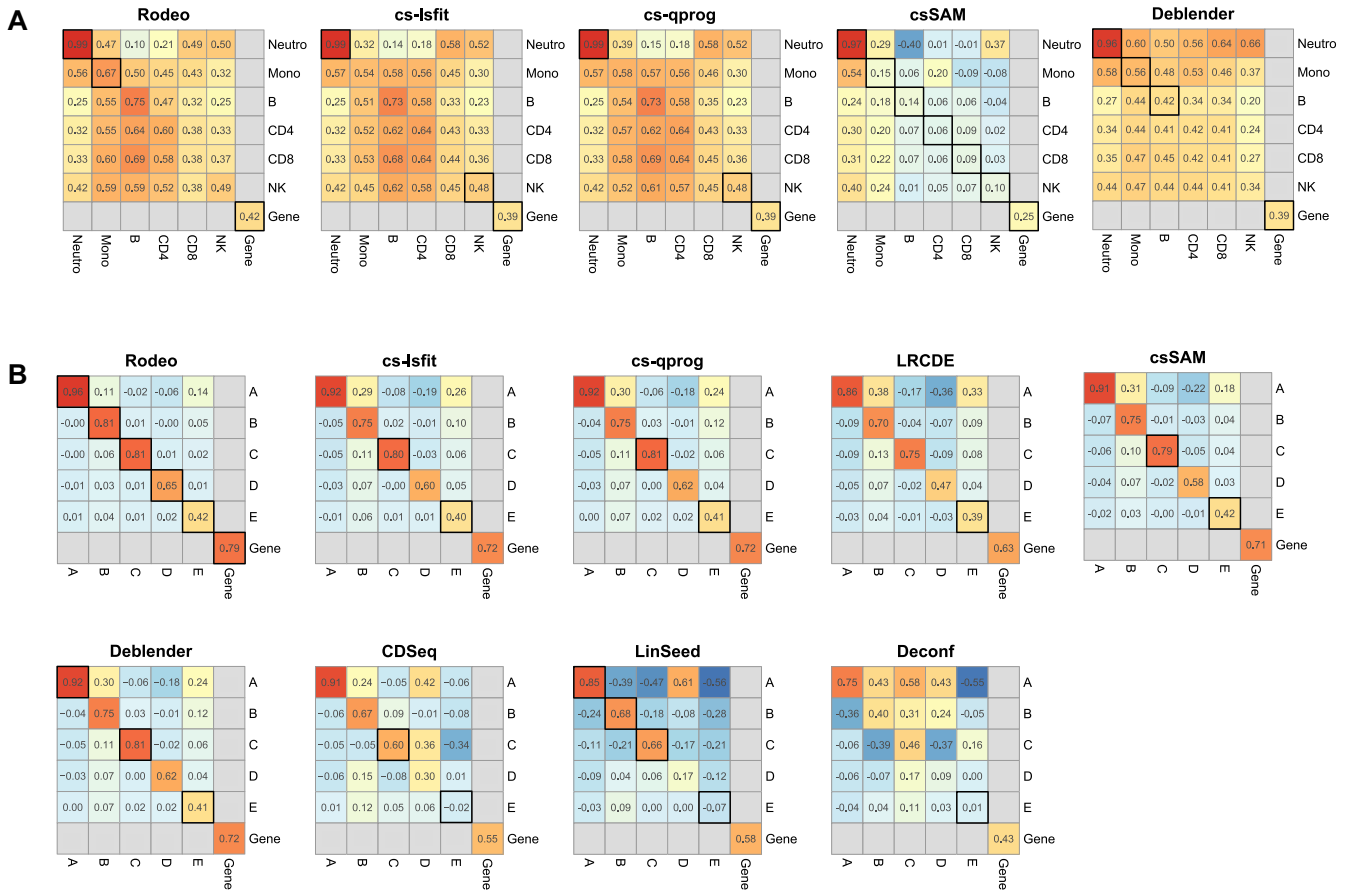 A
Rodeo cs-lsfit cs-qprog csSAM Deblender
0.99 0.47 0.10 0.21 0.49 0.50 Neutro 0.99 0.32 0.14 0.18 0.58 0.52 Neutro 0.99 0.39 0.15 0.18 0.58 0.52 Neutro 0.97 0.29 -0.40 0.01 -0.01 0.37 Neutro 0.96 0.60 0.50 0.56 0.64 0.66 Neutro
0.56 0.67 0.50 0.45 0.43 0.32 Mono 0.57 0.54 0.58 0.56 0.45 0.30 Mono 0.57 0.58 0.57 0.56 0.46 0.30 Mono 0.54 0.15 0.06 0.20 -0.09 -0.08 Mono 0.58 0.56 0.48 0.53 0.46 0.37 Mono
0.25 0.55 0.75 0.47 0.32 0.25 B 0.25 0.51 0.73 0.58 0.33 0.23 B 0.25 0.54 0.73 0.58 0.35 0.23 B 0.24 0.18 0.14 0.06 0.06 -0.04 B 0.27 0.44 0.42 0.34 0.34 0.20 B
0.32 0.55 0.64 0.60 0.38 0.33 CD4 0.32 0.52 0.62 0.64 0.43 0.33 CD4 0.32 0.57 0.62 0.64 0.43 0.33 CD4 0.30 0.20 0.07 0.06 0.09 0.02 CD4 0.34 0.44 0.41 0.42 0.41 0.24 CD4
0.33 0.60 0.69 0.58 0.38 0.37 CD8 0.33 0.53 0.68 0.64 0.44 0.36 CD8 0.33 0.58 0.69 0.64 0.45 0.36 CD8 0.31 0.22 0.07 0.06 0.09 0.03 CD8 0.35 0.47 0.45 0.42 0.41 0.27 CD8
0.42 0.59 0.59 0.52 0.38 0.49 NK 0.42 0.45 0.62 0.58 0.45 0.48 NK 0.42 0.52 0.61 0.57 0.45 0.48 NK 0.40 0.24 0.01 0.05 0.07 0.10 NK 0.44 0.44 0.47 0.44 0.41 0.34 NK
0.42 Gene 0.39 Gene 0.39 Gene 0.25 Gene 0.39 Gene
Neutro Mono B CD4 CD8 NK Gene Neutro Mono B CD4 CD8 NK Gene Neutro Mono B CD4 CD8 NK Gene Neutro Mono B CD4 CD8 NK Gene Neutro Mono B CD4 CD8 NK Gene
B
Rodeo cs-lsfit cs-qprog LRCDE csSAM
0.96 0.11 -0.02 -0.06 0.14 A 0.92 0.29 -0.08 -0.19 0.26 A 0.92 0.30 -0.06 -0.18 0.24 A 0.86 0.38 -0.17 -0.36 0.33 A 0.91 0.31 -0.09 -0.22 0.18 A
-0.00 0.81 0.01 -0.00 0.05 B -0.05 0.75 0.02 -0.01 0.10 B -0.04 0.75 0.03 -0.01 0.12 B -0.09 0.70 -0.04 -0.07 0.09 B -0.07 0.75 -0.01 -0.03 0.04 B
-0.00 0.06 0.81 0.01 0.02 C -0.05 0.11 0.80 -0.03 0.06 C -0.05 0.11 0.81 -0.02 0.06 C -0.09 0.13 0.75 -0.09 0.08 C -0.06 0.10 0.79 -0.05 0.04 C
-0.01 0.03 0.01 0.65 0.01 D -0.03 0.07 -0.00 0.60 0.05 D -0.03 0.07 0.00 0.62 0.04 D -0.05 0.07 -0.02 0.47 0.04 D -0.04 0.07 -0.02 0.58 0.03 D
0.01 0.04 0.01 0.02 0.42 E -0.01 0.06 0.01 0.01 0.40 E 0.00 0.07 0.02 0.02 0.41 E -0.03 0.04 -0.01 -0.03 0.39 E -0.02 0.03 -0.00 -0.01 0.42 E
0.79 Gene 0.72 Gene 0.72 Gene 0.63 Gene 0.71 Gene
A B C D E Gene A B C D E Gene A B C D E Gene A B C D E Gene A B C D E Gene
Deblender CDSeq LinSeed Deconf
0.92 0.30 −0.06 −0.18 0.24 A 0.91 0.24 −0.05 0.42 −0.06 A 0.85 −0.39 −0.47 0.61 −0.56 A 0.75 0.43 0.58 0.43 −0.55 A
−0.04 0.75 0.03 −0.01 0.12 B −0.06 0.67 0.09 −0.01 −0.08 B −0.24 0.68 −0.18 −0.08 −0.28 B −0.36 0.40 0.31 0.24 −0.05 B
−0.05 0.11 0.81 −0.02 0.06 C −0.05 −0.05 0.60 0.36 −0.34 C −0.11 −0.21 0.66 −0.17 −0.21 C −0.06 −0.39 0.46 −0.37 0.16 C
−0.03 0.07 0.00 0.62 0.04 D −0.06 0.15 −0.08 0.30 0.01 D −0.09 0.04 0.06 0.17 −0.12 D −0.06 −0.07 0.17 0.09 0.00 D
0.00 0.07 0.02 0.02 0.41 E 0.01 0.12 0.05 0.06 −0.02 E −0.03 0.09 0.00 0.00 −0.07 E −0.04 0.04 0.11 0.03 0.01 E
0.72 Gene 0.55 Gene 0.58 Gene 0.43 Gene
A B C D E Gene A B C D E Gene A B C D E Gene A B C D E Gene